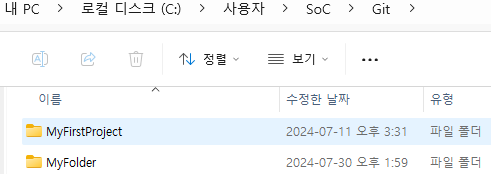 내 PC > 로컬 디스크 (C:) > 사용자 > SoC > Git >
정렬 보기 ...
이름 수정한 날짜 유형
MyFirstProject 2024-07-11 오후 3:31 파일 폴더
MyFolder 2024-07-30 오후 1:59 파일 폴더